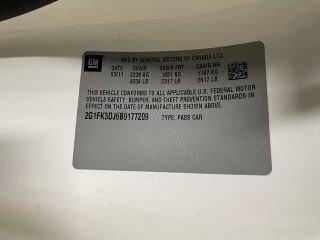 GM
MFD BY GENERAL MOTORS OF CANADA LTD.
DATE GVWR GAWR FRT GAWR RR
03/11 2238 KG 1051 KG 1187 KG
4934 LB 2317 LB 2617 LB
THIS VEHICLE CONFORMS TO ALL APPLICABLE U.S. FEDERAL MOTOR
VEHICLE SAFETY, BUMPER, AND THEFT PREVENTION STANDARDS IN
EFFECT ON THE DATE OF MANUFACTURE SHOWN ABOVE.
2G1FK3DJ6B9177209 TYPE: PASS CAR